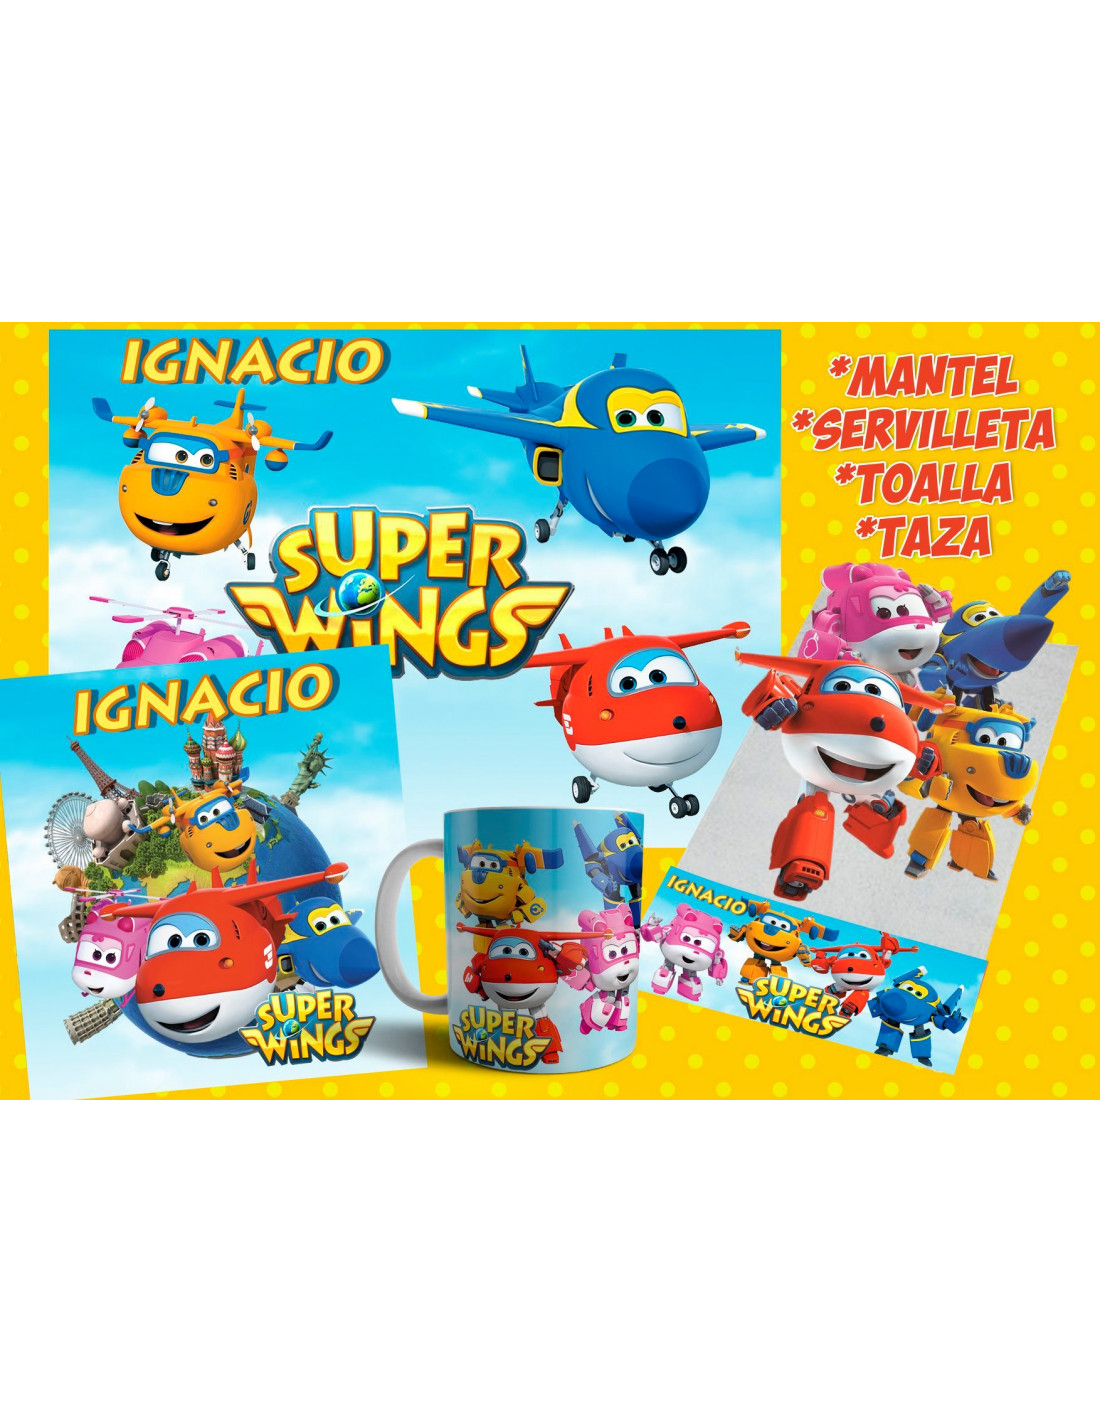 IGNACIO
SUPER
WINGS
*MANTEL
*SERVILLETA
*TOALLA
*TAZA
IGNACIO
SUPER
WINGS
SUPER
WINGS
IGNACIO
SUPER
WINGS